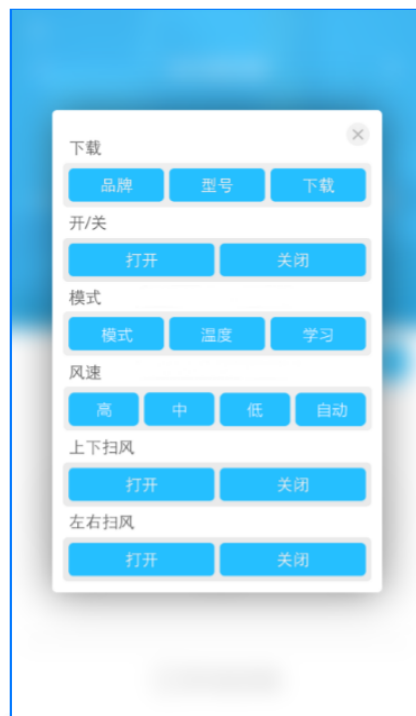 下载
品牌 型号 下载
开/关
打开 关闭
模式
模式 温度 学习
风速
高 中 低 自动
上下扫风
打开 关闭
左右扫风
打开 关闭